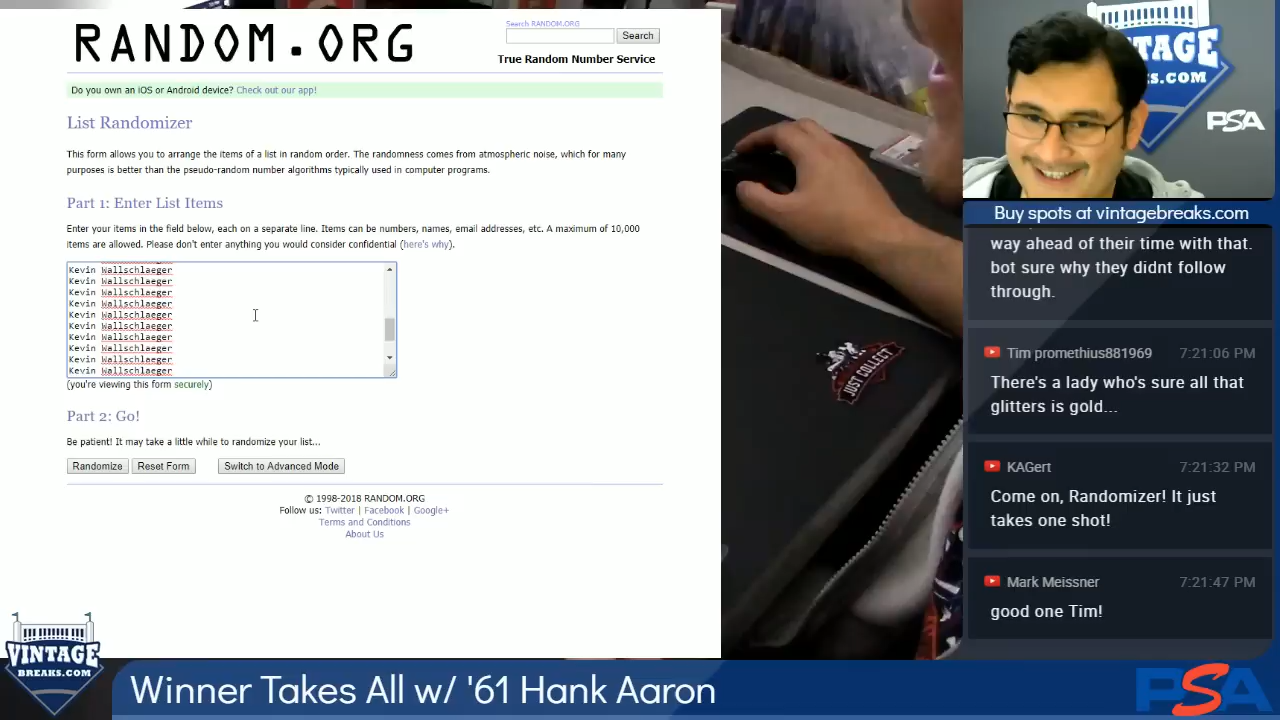 RANDOM.ORG
Search RANDOM.ORG
Search
True Random Number Service
Do you own an iOS or Android device? Check out our app!
List Randomizer
This form allows you to arrange the items of a list in random order. The randomness comes from atmospheric noise, which for many
purposes is better than the pseudo-random number algorithms typically used in computer programs.
Part 1: Enter List Items
Enter your items in the field below, each on a separate line. Items can be numbers, names, email addresses, etc. A maximum of 10,000
items are allowed. Please don't enter anything you would consider confidential (here's why).
Kevin Wallschlaeger
Kevin Wallschlaeger
Kevin Wallschlaeger
Kevin Wallschlaeger
Kevin Wallschlaeger
Kevin Wallschlaeger
Kevin Wallschlaeger
Kevin Wallschlaeger
Kevin Wallschlaeger
Kevin Wallschlaeger
(you're viewing this form securely)
Part 2: Go!
Be patient! It may take a little while to randomize your list...
Randomize Reset Form Switch to Advanced Mode
© 1998-2018 RANDOM.ORG
Follow us: Twitter | Facebook | Google+
Terms and Conditions
About Us
JUST COLLECT
VINTAGE
BREAKS.COM
PSA
Buy spots at vintagebreaks.com
way ahead of their time with that.
bot sure why they didnt follow
through.
Tim promethius881969 7:21:06 PM
There's a lady who's sure all that
glitters is gold...
KAGert 7:21:32 PM
Come on, Randomizer! It just
takes one shot!
Mark Meissner 7:21:47 PM
good one Tim!
VINTAGE
BREAKS.COM
Winner Takes All w/ '61 Hank Aaron
PSA